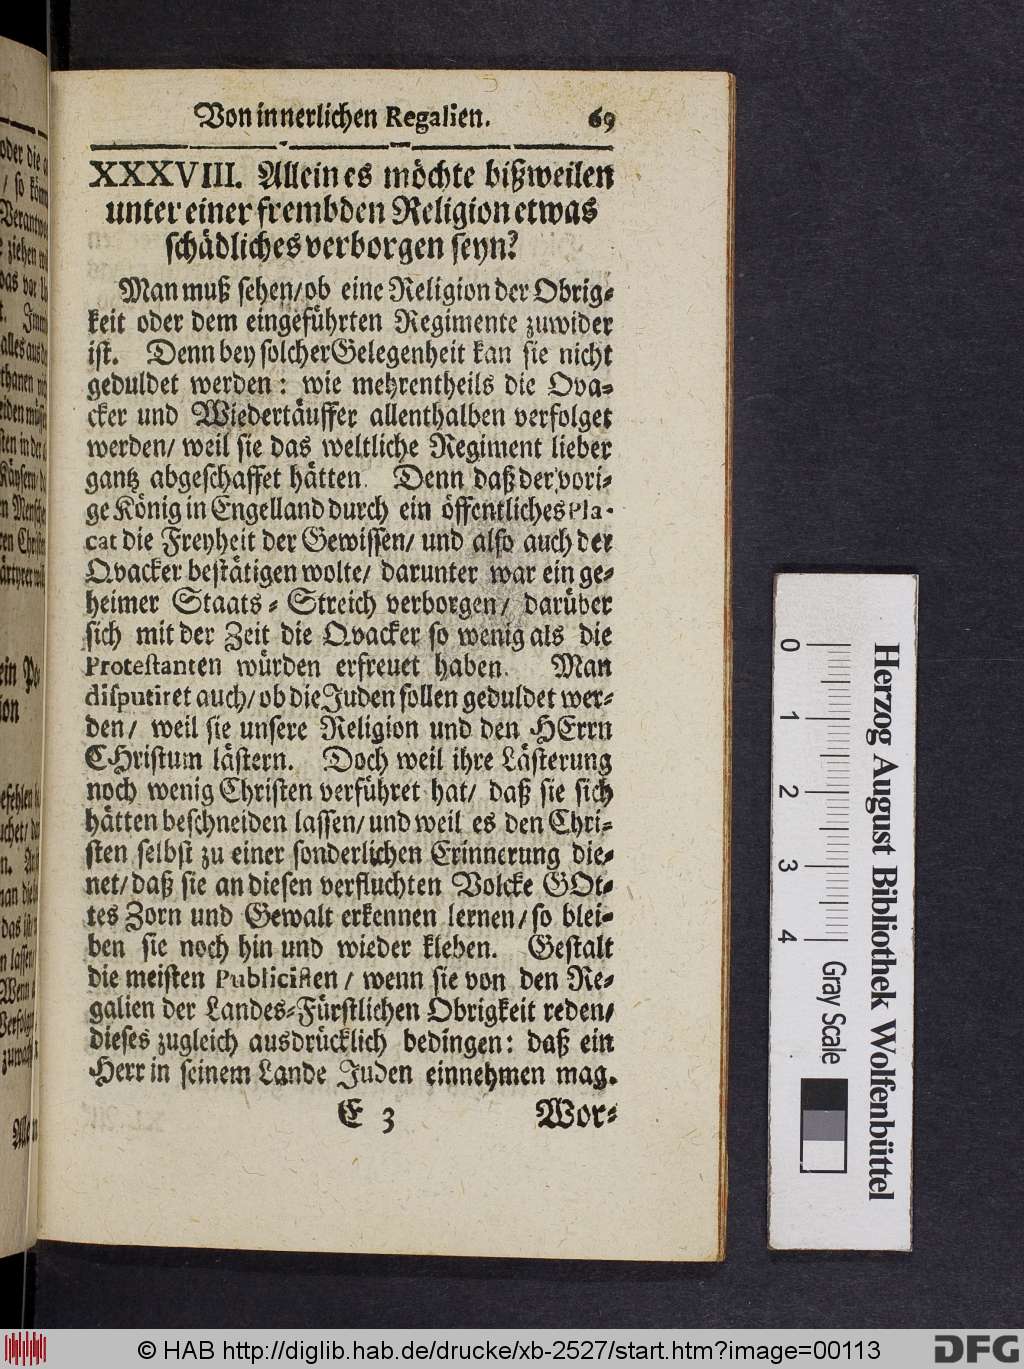 Von innerlichen Regalien. 69
XXXVIII. Allein es möchte bißweilen
unter einer frembden Religion etwas
schädliches verborgen seyn?
Man muß sehen/ ob eine Religion der Obrig-
keit oder dem eingeführten Regimente zuwider
ist. Denn bey solcher Gelegenheit kan sie nicht
geduldet werden: wie mehrentheils die Qva-
cker und Wiedertäuffer allenthalben verfolget
werden/ weil sie das weltliche Regiment lieber
gantz abgeschaffet hätten. Denn daß der vori-
ge König in Engelland durch ein öffentliches Pla-
cat die Freyheit der Gewissen/ und also auch der
Qvacker bestätigen wolte/ darunter war ein ge-
heimer Staats-Streich verborgen/ darüber
sich mit der Zeit die Qvacker so wenig als die
Protestanten würden erfreuet haben. Man
disputiret auch/ ob die Juden sollen geduldet wer-
den/ weil sie unsere Religion und den HErrn
CHristum lästern. Doch weil ihre Lästerung
noch wenig Christen verführet hat/ daß sie sich
hätten beschneiden lassen/ und weil es den Chri-
sten selbst zu einer sonderlichen Erinnerung die-
net/ daß sie an diesen verfluchten Volcke GOt-
tes Zorn und Gewalt erkennen lernen/ so blei-
ben sie noch hin und wieder kleben. Gestalt
die meisten Publicisten/ wenn sie von den Re-
galien der Landes-Fürstlichen Obrigkeit reden/
dieses zugleich ausdrücklich bedingen: daß ein
Herr in seinem Lande Juden einnehmen mag.
E 3 Wor-
0 1 2 3 4
Gray Scale
Herzog August Bibliothek Wolfenbüttel
© HAB http://diglib.hab.de/drucke/xb-2527/start.htm?image=00113
DFG